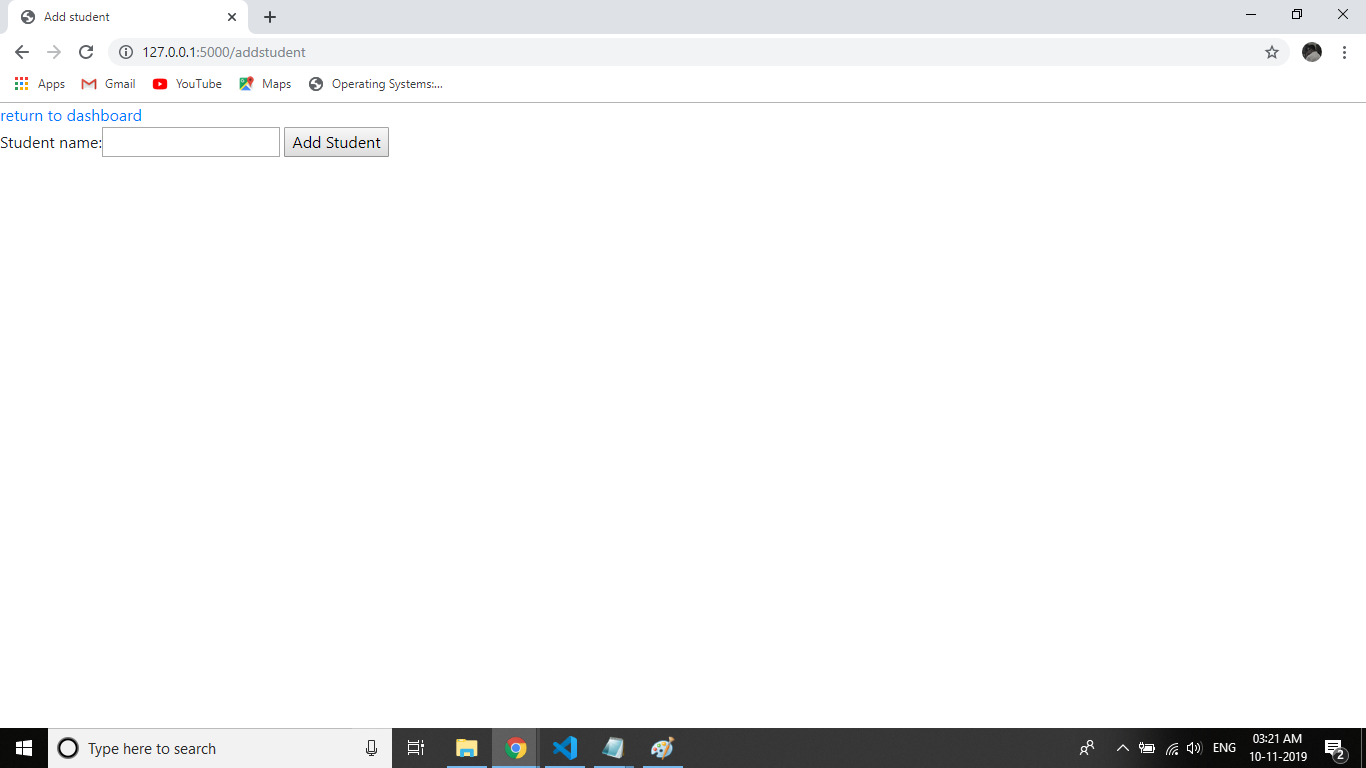 Add student
127.0.0.1:5000/addstudent
Apps Gmail YouTube Maps Operating Systems:...
return to dashboard
Student name: Add Student
Type here to search
ENG
03:21 AM
10-11-2019
2